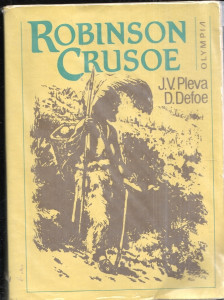 ROBINSON
CRUSOE
OLYMPIA
J.V. Pleva
D. Defoe